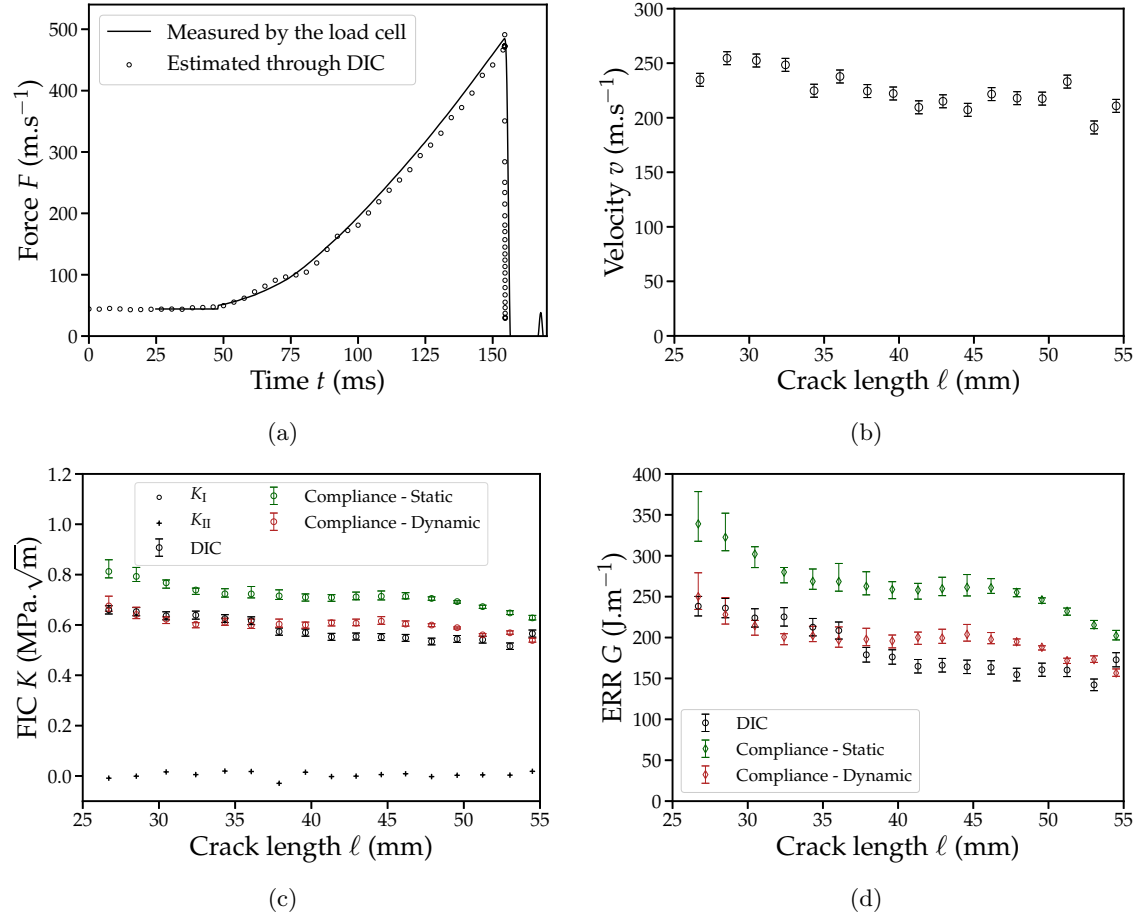 500
400
300
200
100
0
Force F (m.s⁻¹)
Measured by the load cell
Estimated through DIC
0 25 50 75 100 125 150
Time t (ms)
(a)
300
250
200
150
100
50
0
Velocity v (m.s⁻¹)
25 30 35 40 45 50 55
Crack length ℓ (mm)
(b)
1.2
1.0
0.8
0.6
0.4
0.2
0.0
FIC K (MPa.√m)
K_I
K_II
DIC
Compliance - Static
Compliance - Dynamic
25 30 35 40 45 50 55
Crack length ℓ (mm)
(c)
400
350
300
250
200
150
100
50
0
ERR G (J.m⁻¹)
DIC
Compliance - Static
Compliance - Dynamic
25 30 35 40 45 50 55
Crack length ℓ (mm)
(d)